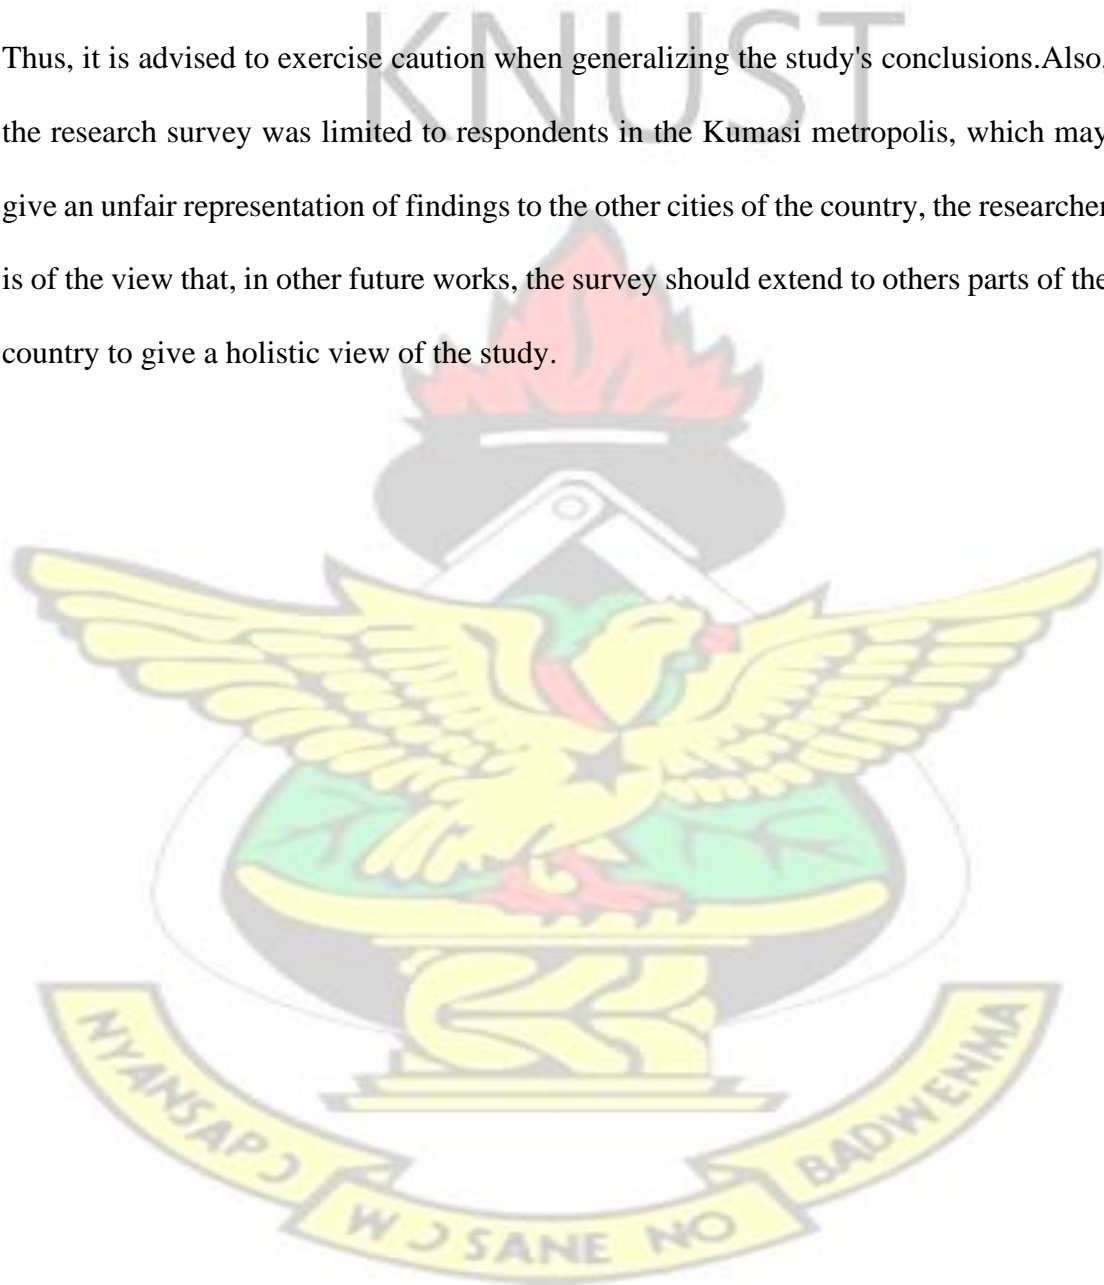 KNUST
Thus, it is advised to exercise caution when generalizing the study's conclusions.Also,
the research survey was limited to respondents in the Kumasi metropolis, which may
give an unfair representation of findings to the other cities of the country, the researcher
is of the view that, in other future works, the survey should extend to others parts of the
country to give a holistic view of the study.
NYANSAPƆ
WƆSANE NO
BADWENMA